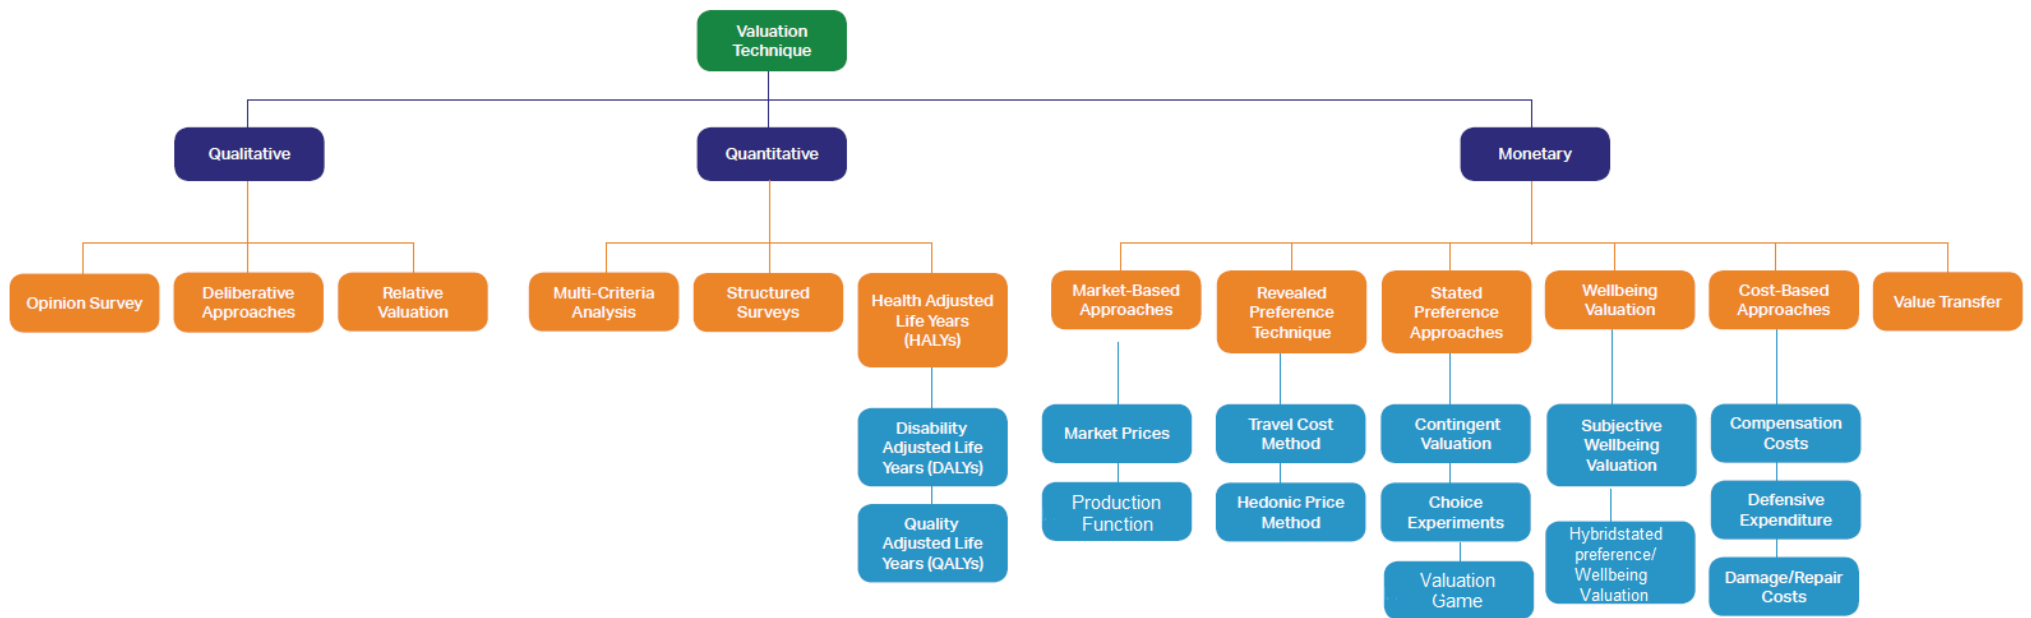 Valuation
Technique
Qualitative
Quantitative
Monetary
Opinion Survey
Deliberative
Approaches
Relative
Valuation
Multi-Criteria
Analysis
Structured
Surveys
Health Adjusted
Life Years
(HALYs)
Market-Based
Approaches
Revealed
Preference
Technique
Stated
Preference
Approaches
Wellbeing
Valuation
Cost-Based
Approaches
Value Transfer
Disability
Adjusted Life
Years (DALYs)
Quality
Adjusted Life
Years (QALYs)
Market Prices
Production
Function
Travel Cost
Method
Hedonic Price
Method
Contingent
Valuation
Choice
Experiments
Valuation
Game
Subjective
Wellbeing
Valuation
Hybridstated
preference/
Wellbeing
Valuation
Compensation
Costs
Defensive
Expenditure
Damage/Repair
Costs